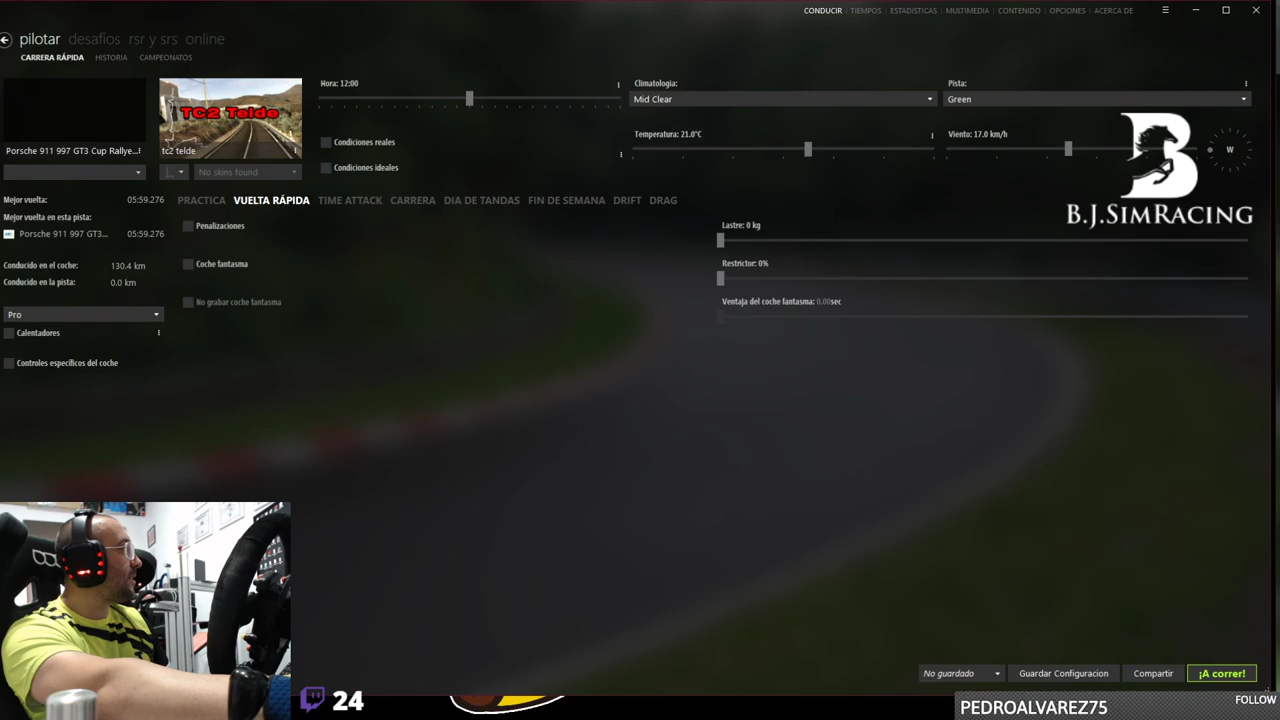 CONDUCIR TIEMPOS ESTADISTICAS MULTIMEDIA CONTENIDO OPCIONES ACERCA DE
pilotar desafíos rsr y srs online
CARRERA RÁPIDA HISTORIA CAMPEONATOS
Hora: 12:00
Climatologia:
Pista:
Mid Clear
Green
TC2 Telde
Porsche 911 997 GT3 Cup Rallye...
tc2 telde
Condiciones reales
Temperatura: 21.0°C
Viento: 17.0 km/h
W
No skins found
Condiciones ideales
B.J.SIMRACING
Mejor vuelta: 05:59.276
Mejor vuelta en esta pista:
Porsche 911 997 GT3... 05:59.276
Conducido en el coche: 130.4 km
Conducido en la pista: 0.0 km
Pro
Calentadores
Controles específicos del coche
PRACTICA VUELTA RÁPIDA TIME ATTACK CARRERA DIA DE TANDAS FIN DE SEMANA DRIFT DRAG
Penalizaciones
Lastre: 0 kg
Coche fantasma
Restrictor: 0%
No grabar coche fantasma
Ventaja del coche fantasma: 0.00sec
No guardado Guardar Configuracion Compartir ¡A correr!
24
PEDROALVAREZ75
FOLLOW